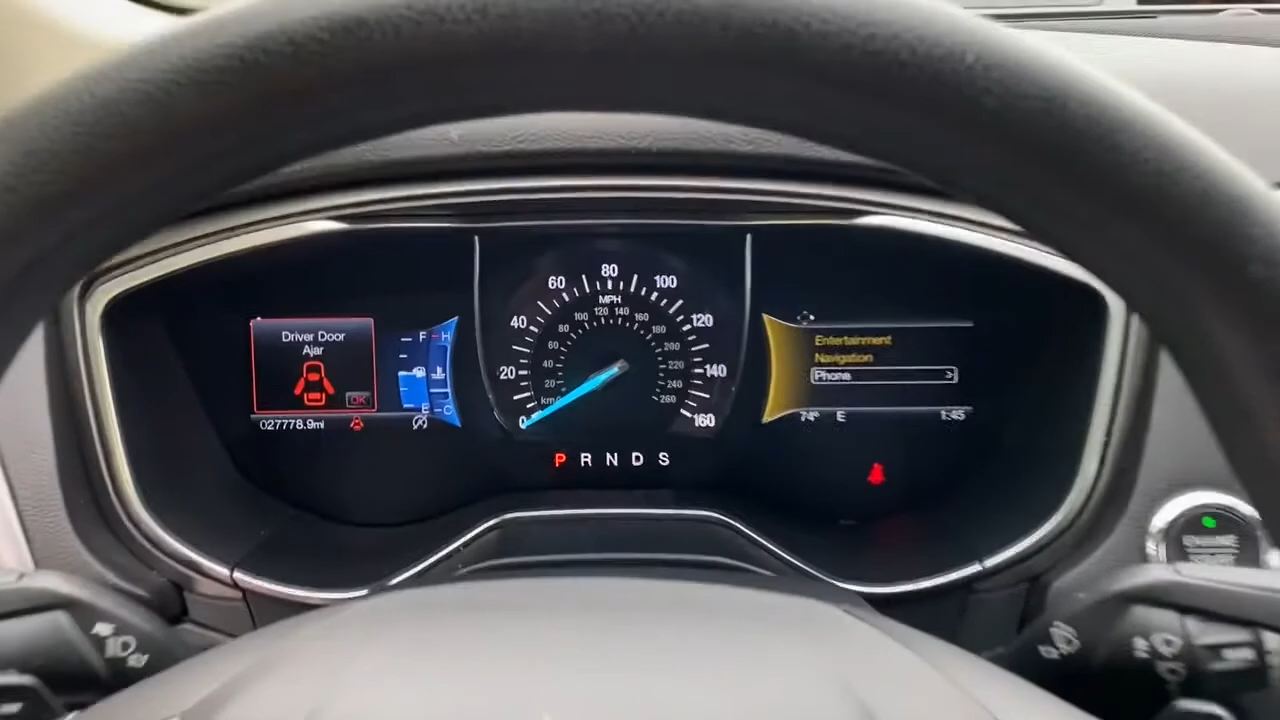 Driver Door
Ajar
OK
027778.9mi
F
H
E
C
0
20
40
60
80
100
120
140
160
MPH
20
40
60
80
100
120
140
160
180
200
220
240
260
P R N D S
Entertainment
Navigation
Phone >
74° E 1:45